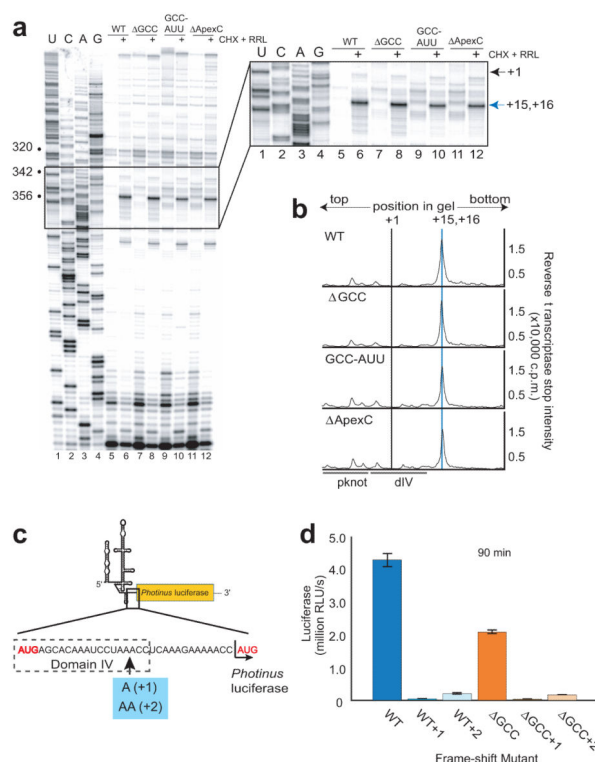 a
U C A G
WT ΔGCC GCC-AUU ΔApexC
+ + + + CHX + RRL
320 •
342 •
356 •
1 2 3 4 5 6 7 8 9 10 11 12
U C A G
WT ΔGCC GCC-AUU ΔApexC
+ + + + CHX + RRL
+1
+15,+16
1 2 3 4 5 6 7 8 9 10 11 12
b
top position in gel bottom
+1 +15,+16
WT
1.5
0.5
ΔGCC
1.5
0.5
GCC-AUU
1.5
0.5
ΔApexC
1.5
0.5
pknot dIV
Reverse t ranscriptase stop intensity
(x10,000 c.p.m.)
c
5' Photinus luciferase 3'
AUGAGCACAAAUCCUAAACCUCAAAGAAAAACC AUG
Domain IV
A (+1)
AA (+2)
Photinus
luciferase
d
90 min
Luciferase
(million RLU/s)
5.0
4.0
3.0
2.0
1.0
0.0
WT WT+1 WT+2 ΔGCC ΔGCC+1 ΔGCC+2
Frame-shift Mutant